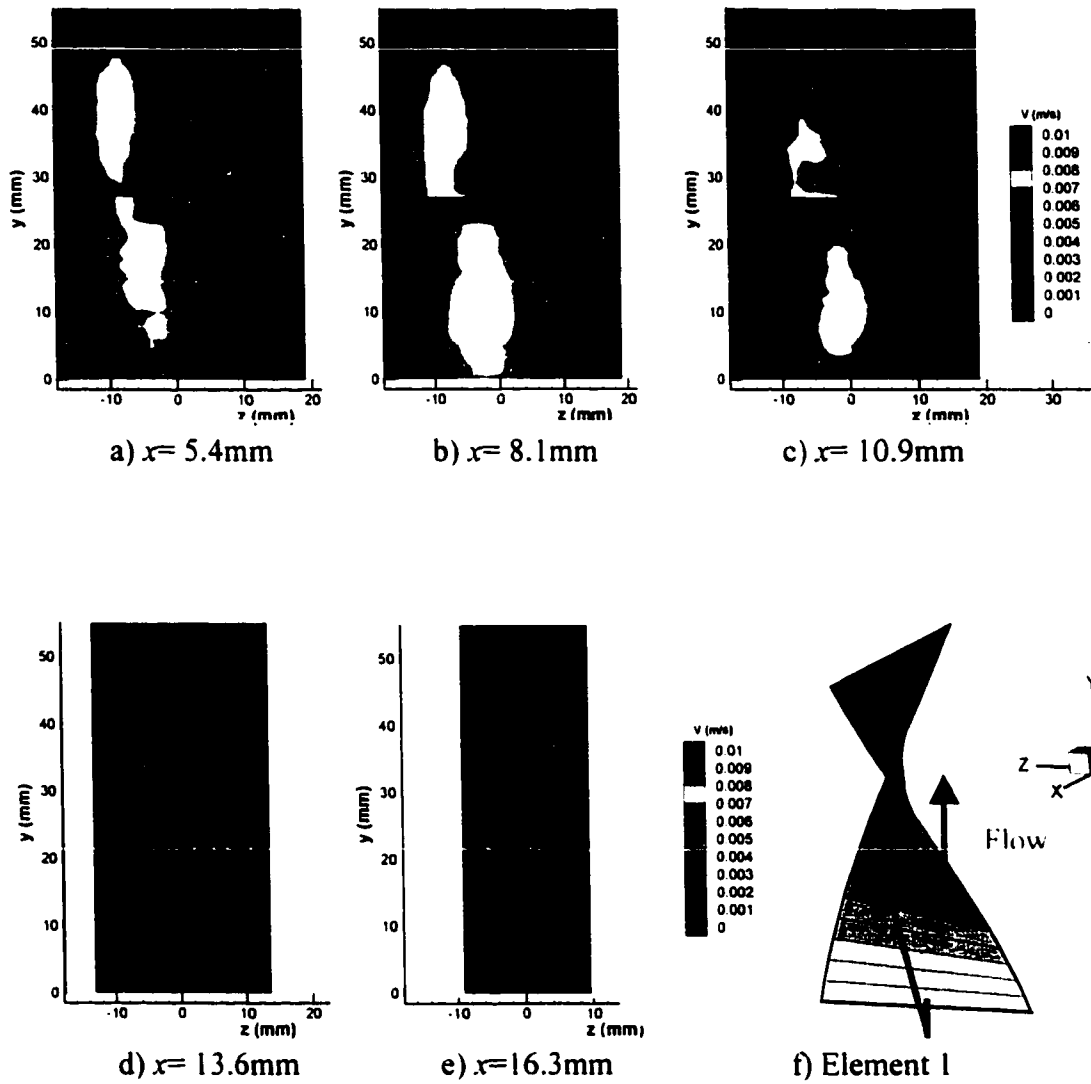 50
40
30
20
10
0
y (mm)
-10 0 10 20
z (mm)
a) x= 5.4mm
50
40
30
20
10
0
y (mm)
-10 0 10 20
z (mm)
b) x= 8.1mm
50
40
30
20
10
0
y (mm)
-10 0 10 20 30
z (mm)
c) x= 10.9mm
V (m/s)
0.01
0.009
0.008
0.007
0.006
0.005
0.004
0.003
0.002
0.001
0
50
40
30
20
10
0
y (mm)
-10 0 10
z (mm)
d) x= 13.6mm
50
40
30
20
10
0
y (mm)
-10 0 10
z (mm)
e) x=16.3mm
V (m/s)
0.01
0.009
0.008
0.007
0.006
0.005
0.004
0.003
0.002
0.001
0
Y
Z
X
Flow
f) Element 1